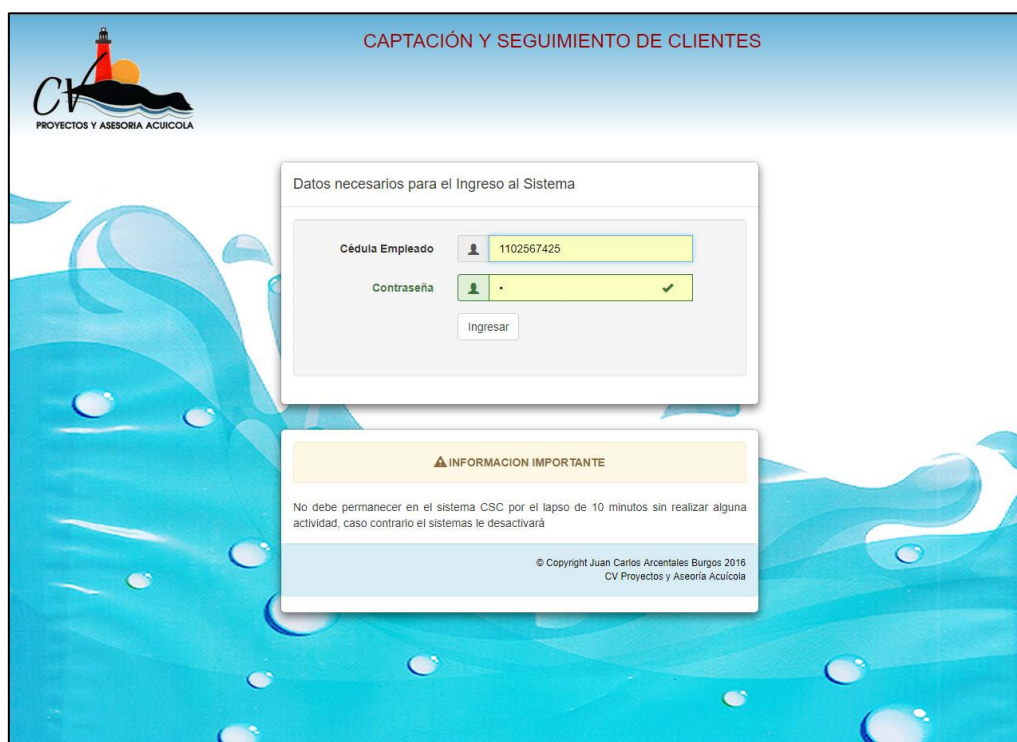 CAPTACIÓN Y SEGUIMIENTO DE CLIENTES
CV
PROYECTOS Y ASESORIA ACUICOLA
Datos necesarios para el Ingreso al Sistema
Cédula Empleado 1102567425
Contraseña •
Ingresar
INFORMACION IMPORTANTE
No debe permanecer en el sistema CSC por el lapso de 10 minutos sin realizar alguna
actividad, caso contrario el sistemas le desactivará
© Copyright Juan Carlos Arcentales Burgos 2016
CV Proyectos y Aseoría Acuícola